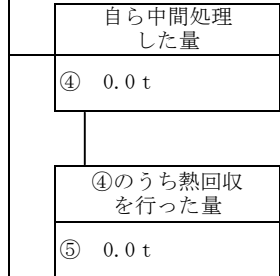 自ら中間処理
した量
④ 0.0 t
④のうち熱回収
を行った量
⑤ 0.0 t